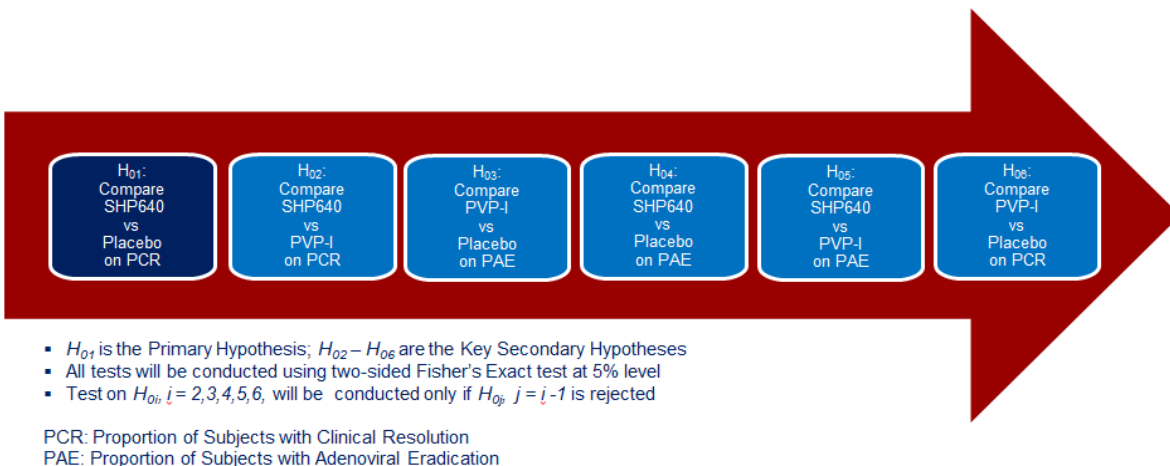 H01:
Compare
SHP640
vs
Placebo
on PCR
H02:
Compare
SHP640
vs
PVP-I
on PCR
H03:
Compare
PVP-I
vs
Placebo
on PAE
H04:
Compare
SHP640
vs
Placebo
on PAE
H05:
Compare
SHP640
vs
PVP-I
on PAE
H06:
Compare
PVP-I
vs
Placebo
on PCR
▪ H01 is the Primary Hypothesis; H02 – H06 are the Key Secondary Hypotheses
▪ All tests will be conducted using two-sided Fisher's Exact test at 5% level
▪ Test on H0i, i = 2,3,4,5,6, will be conducted only if H0j, j = i -1 is rejected
PCR: Proportion of Subjects with Clinical Resolution
PAE: Proportion of Subjects with Adenoviral Eradication